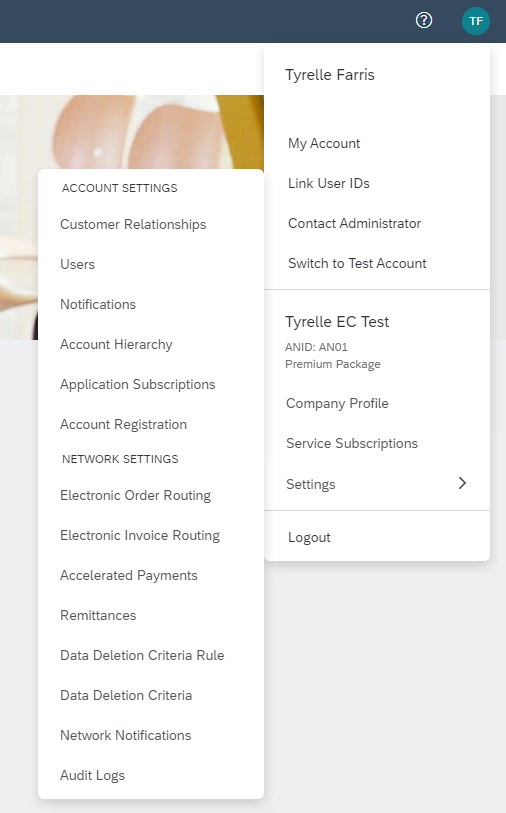 TF
Tyrelle Farris
My Account
Link User IDs
Contact Administrator
Switch to Test Account
Tyrelle EC Test
ANID: AN01
Premium Package
Company Profile
Service Subscriptions
Settings
Logout
ACCOUNT SETTINGS
Customer Relationships
Users
Notifications
Account Hierarchy
Application Subscriptions
Account Registration
NETWORK SETTINGS
Electronic Order Routing
Electronic Invoice Routing
Accelerated Payments
Remittances
Data Deletion Criteria Rule
Data Deletion Criteria
Network Notifications
Audit Logs